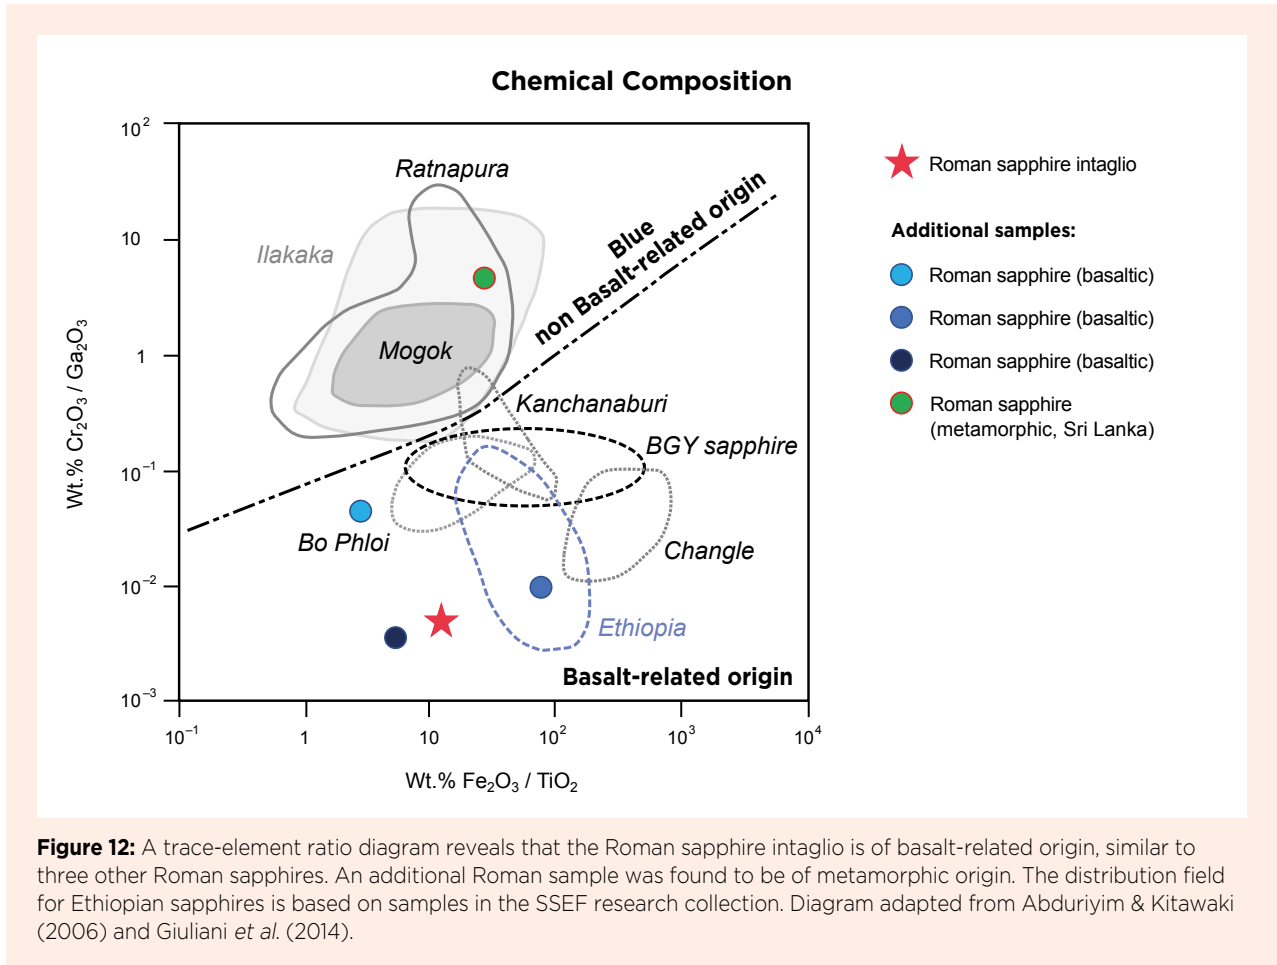 Chemical Composition
10²
10
1
10⁻¹
10⁻²
10⁻³
Wt.% Cr₂O₃ / Ga₂O₃
10⁻¹
1
10
10²
10³
10⁴
Wt.% Fe₂O₃ / TiO₂
Ratnapura
Ilakaka
Mogok
Blue
non Basalt-related origin
Kanchanaburi
BGY sapphire
Bo Phloi
Changle
Ethiopia
Basalt-related origin
Roman sapphire intaglio
Additional samples:
Roman sapphire (basaltic)
Roman sapphire (basaltic)
Roman sapphire (basaltic)
Roman sapphire
(metamorphic, Sri Lanka)
Figure 12: A trace-element ratio diagram reveals that the Roman sapphire intaglio is of basalt-related origin, similar to
three other Roman sapphires. An additional Roman sample was found to be of metamorphic origin. The distribution field
for Ethiopian sapphires is based on samples in the SSEF research collection. Diagram adapted from Abduriyim & Kitawaki
(2006) and Giuliani et al. (2014).